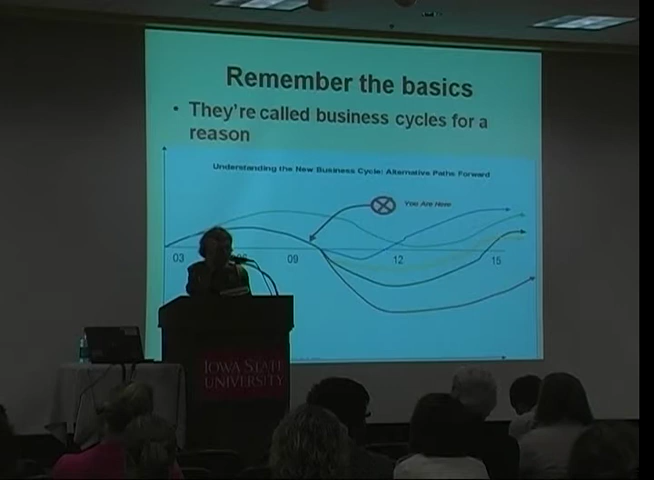 Remember the basics
• They're called business cycles for a
reason
Understanding the New Business Cycle: Alternative Paths Forward
You Are Here
03
09
12
15
IOWA STATE
UNIVERSITY